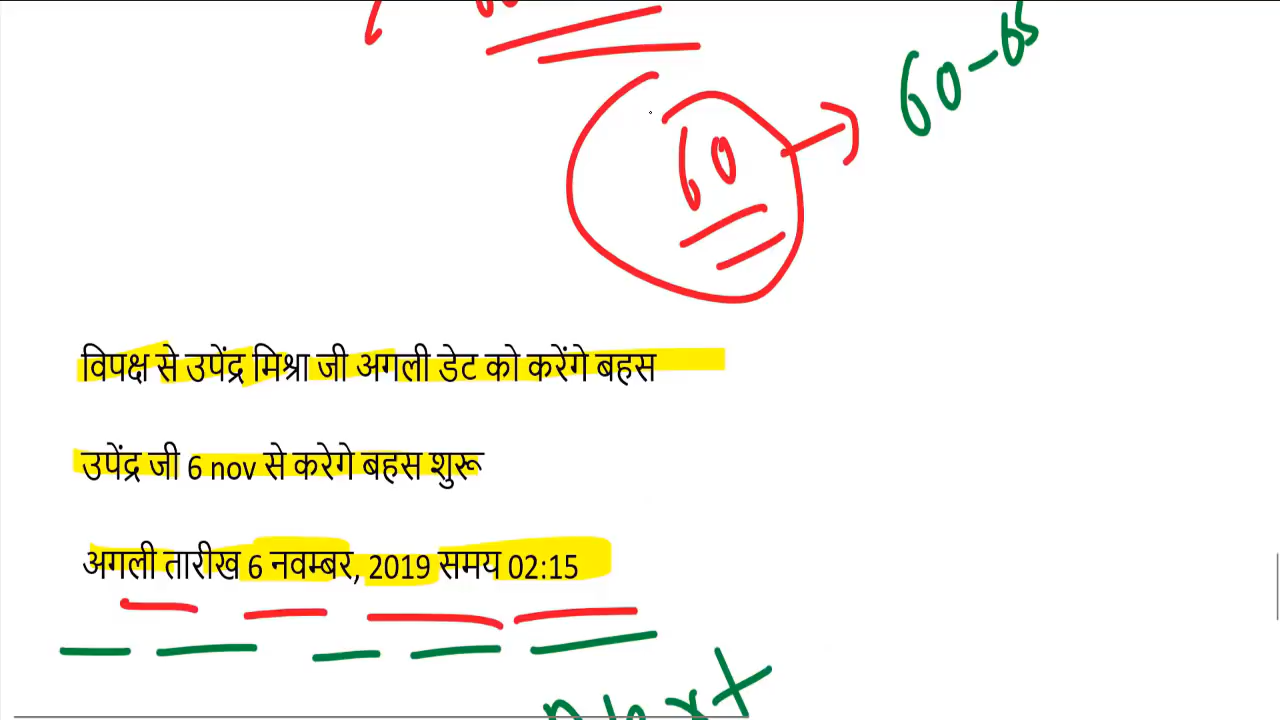 60-65
60
विपक्ष से उपेंद्र मिश्रा जी अगली डेट को करेंगे बहस
उपेंद्र जी 6 nov से करेगे बहस शुरू
अगली तारीख 6 नवम्बर, 2019 समय 02:15